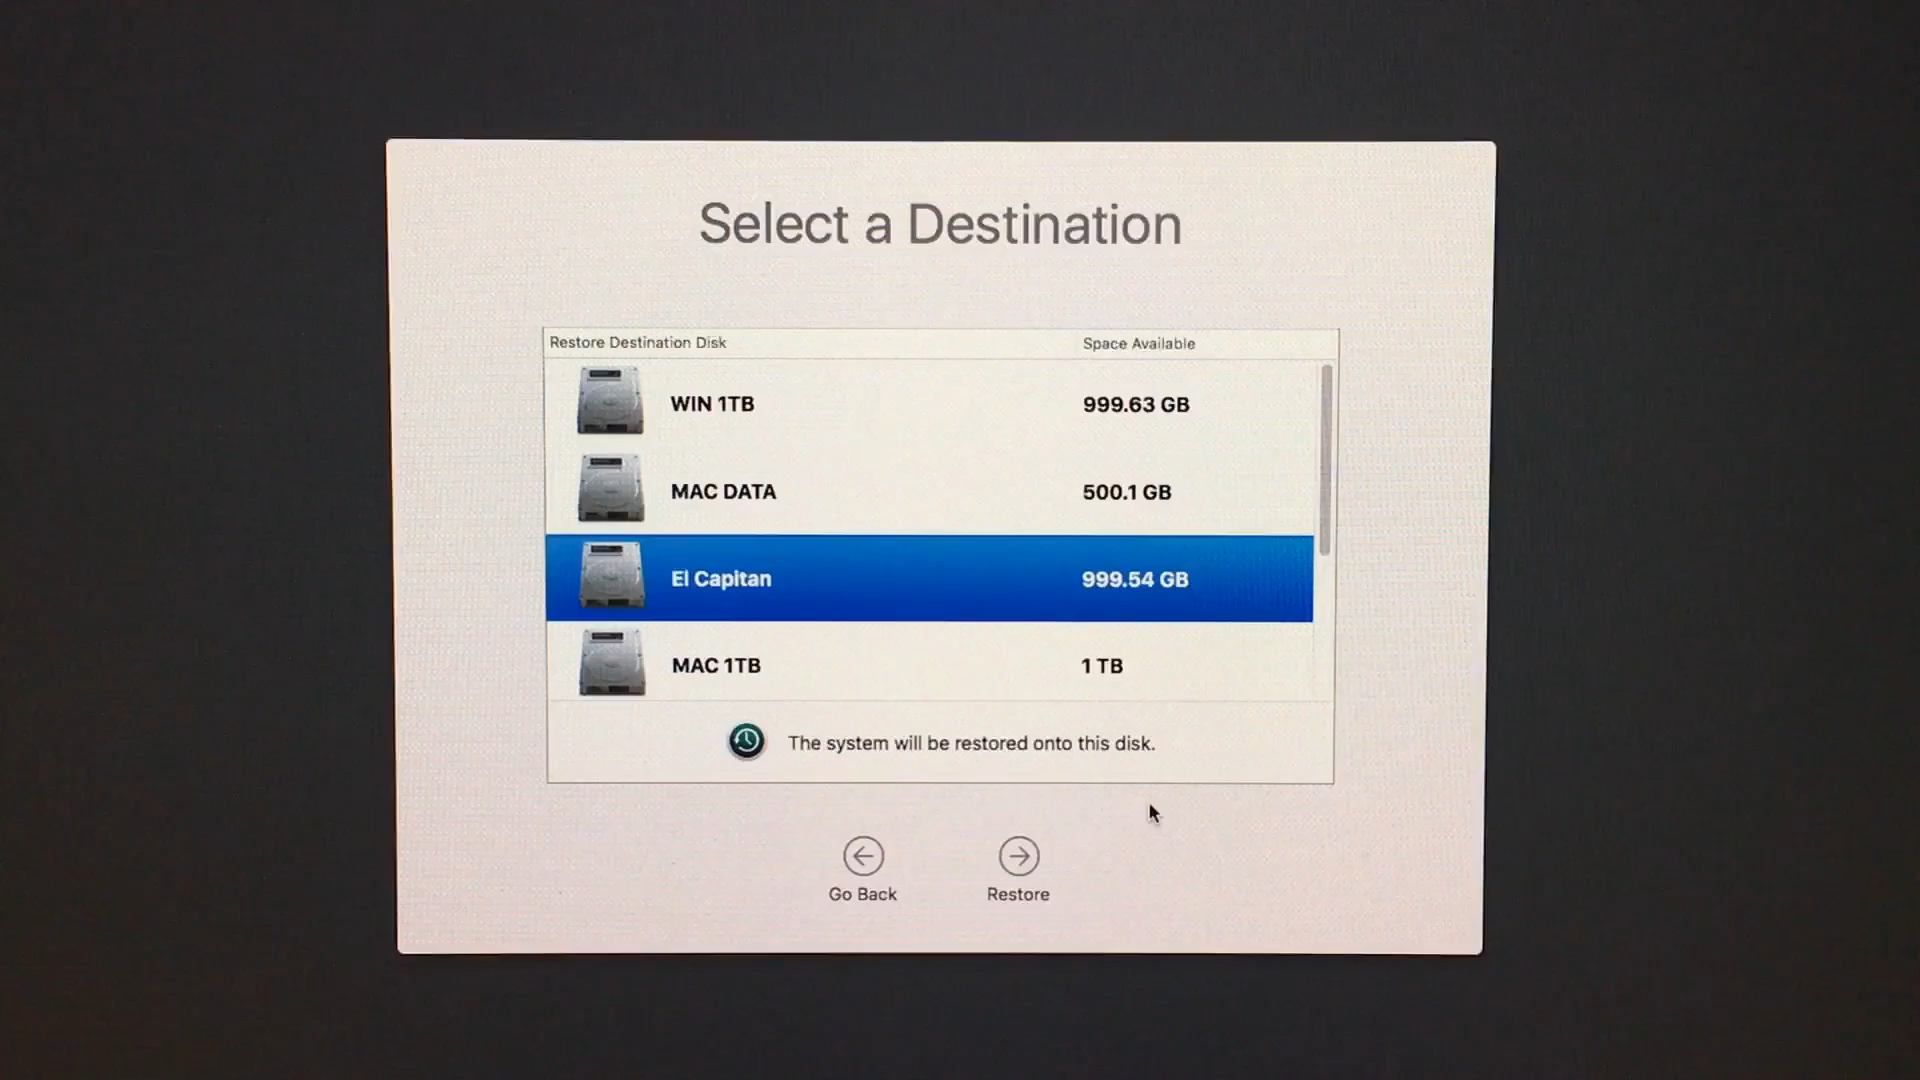 Select a Destination
Restore Destination Disk Space Available
WIN 1TB 999.63 GB
MAC DATA 500.1 GB
El Capitan 999.54 GB
MAC 1TB 1 TB
The system will be restored onto this disk.
Go Back Restore